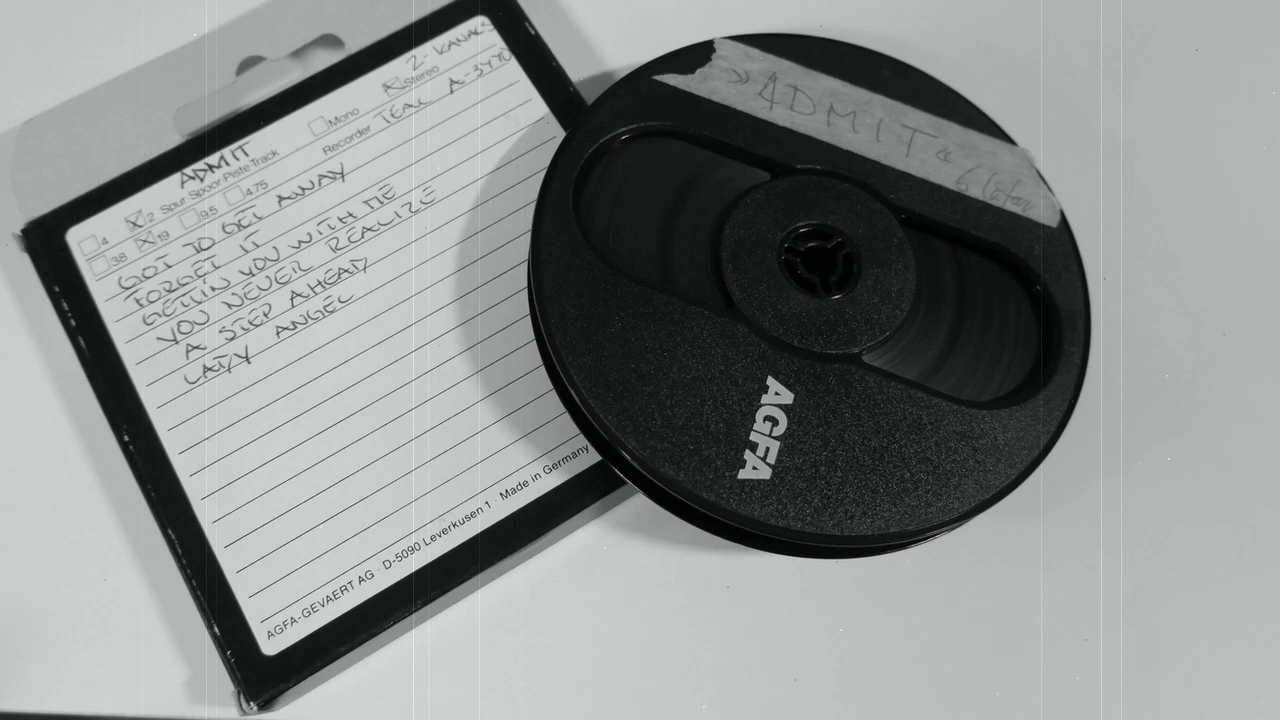 2-KANALS
☒ Stereo
☐ Mono
Recorder TEAC A-3440
ADMIT
☐ 4 ☒ 2 Spur Spoor Piste Track
☐ 38 ☒ 19 ☐ 9.5 ☐ 4.75
GOT TO GET AWAY
FORGET IT
GETTIN YOU WITH ME
YOU NEVER REALIZE
A STEP AHEAD
LADY ANGEL
AGFA-GEVAERT AG · D-5090 Leverkusen 1 · Made in Germany
ADMIT
AGFA